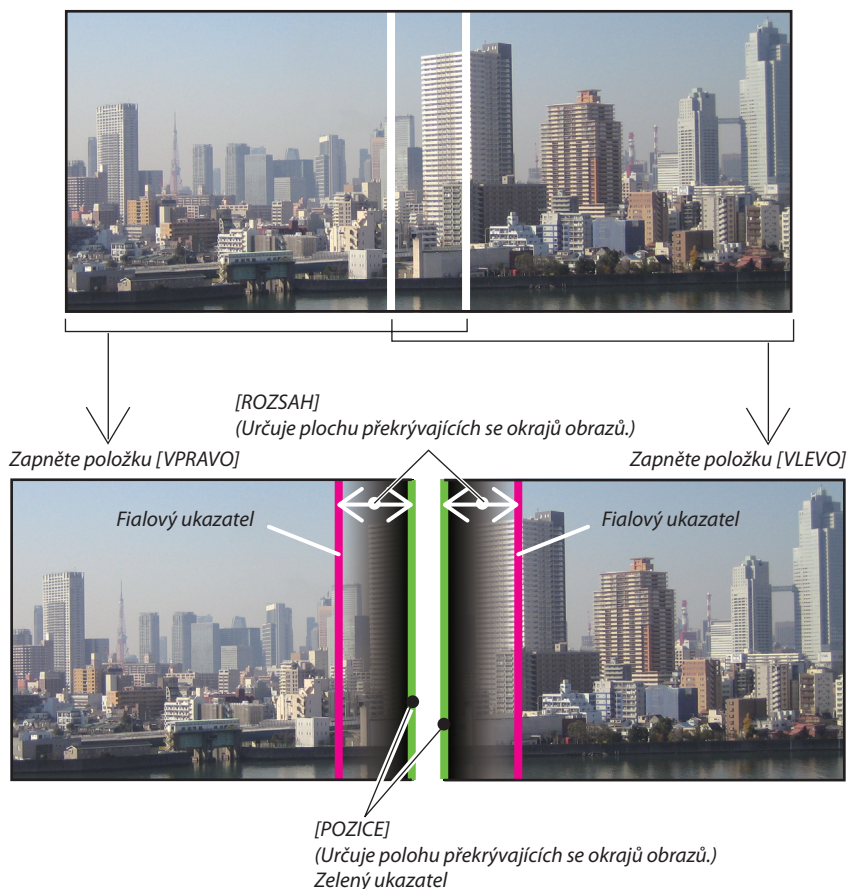 [ROZSAH]
(Určuje plochu překrývajících se okrajů obrazů.)
Zapněte položku [VPRAVO]
Zapněte položku [VLEVO]
Fialový ukazatel
Fialový ukazatel
[POZICE]
(Určuje polohu překrývajících se okrajů obrazů.)
Zelený ukazatel